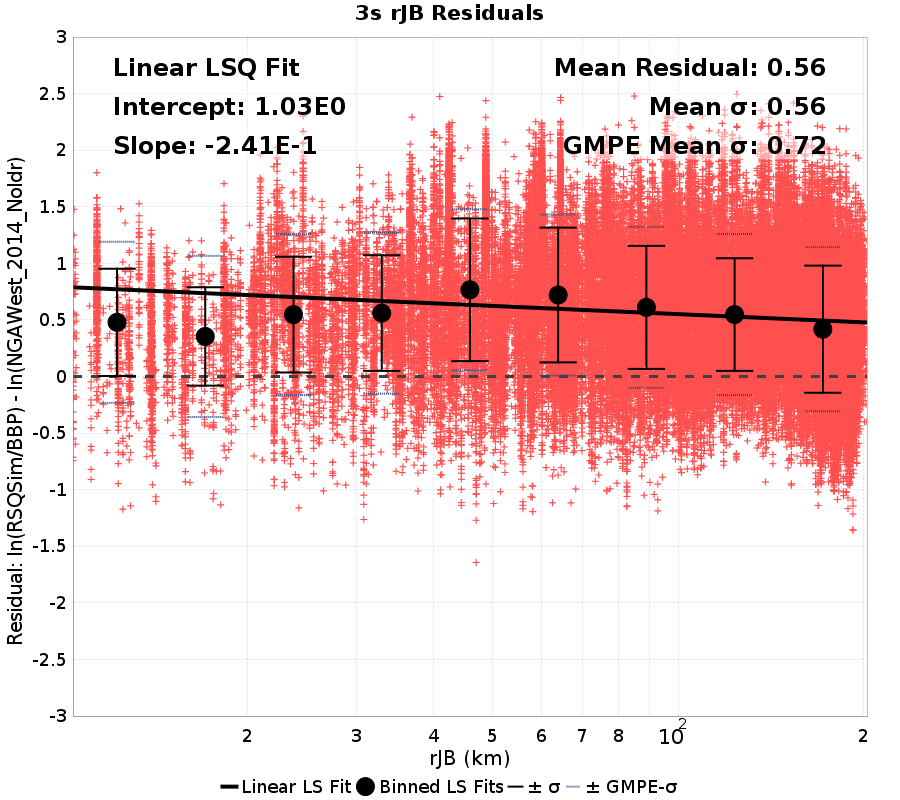 3s rJB Residuals
Linear LSQ Fit
Intercept: 1.03E0
Slope: -2.41E-1
Mean Residual: 0.56
Mean σ: 0.56
GMPE Mean σ: 0.72
Residual: ln(RSQSim/BBP) - ln(NGAWest_2014_NoIdr)
3
2.5
2
1.5
1
0.5
0
-0.5
-1
-1.5
-2
-2.5
-3
2 3 4 5 6 7 8 10² 2
rJB (km)
Linear LS Fit Binned LS Fits ± σ ± GMPE-σ